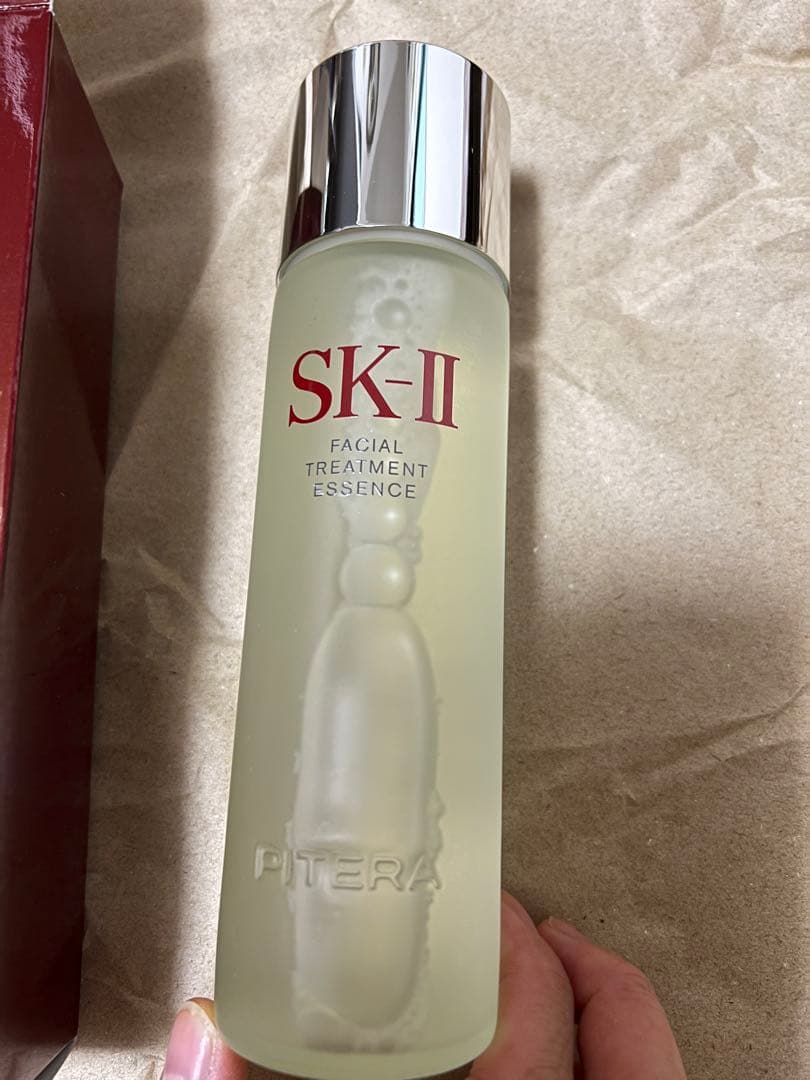 SK-II
FACIAL
TREATMENT
ESSENCE
PITERA